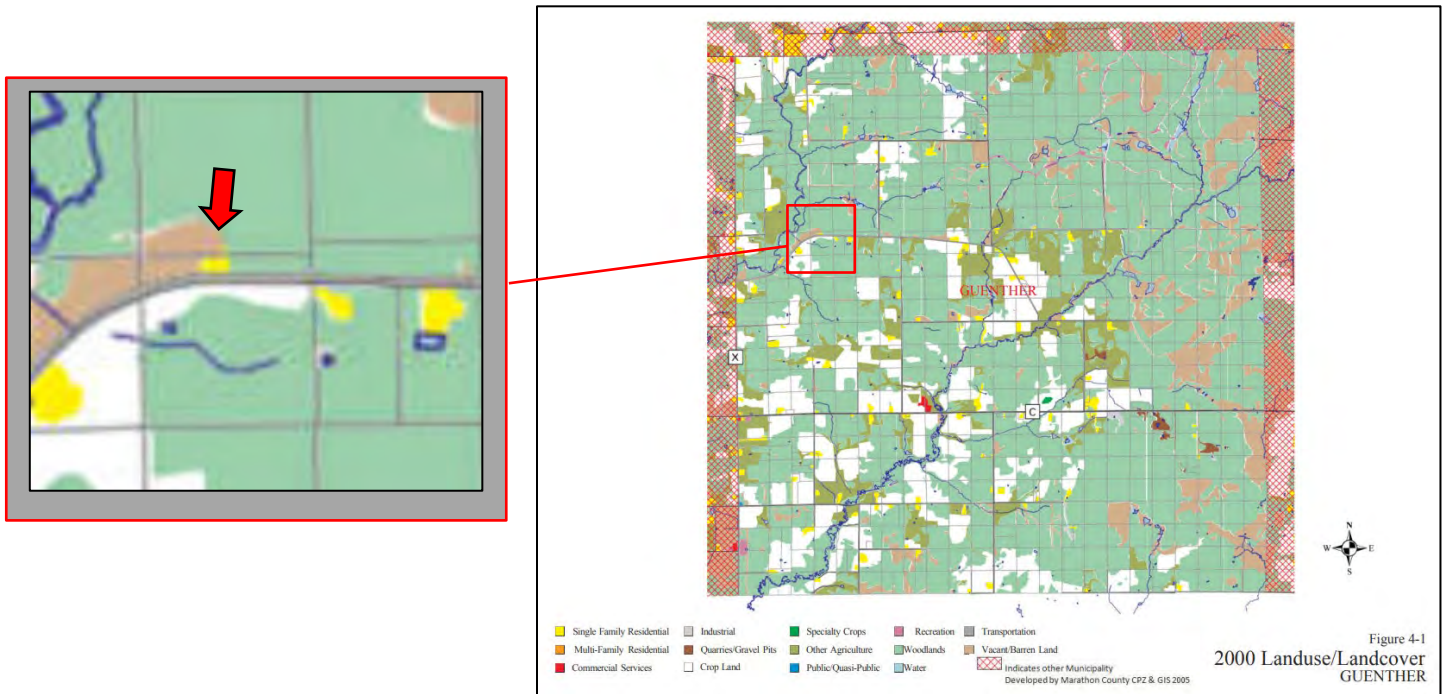 GUENTHER
X
C
N
W E
S
Single Family Residential
Industrial
Specialty Crops
Recreation
Transportation
Multi-Family Residential
Quarries/Gravel Pits
Other Agriculture
Woodlands
Vacant/Barren Land
Commercial Services
Crop Land
Public/Quasi-Public
Water
Indicates other Municipality
Developed by Marathon County CPZ & GIS 2005
Figure 4-1
2000 Landuse/Landcover
GUENTHER